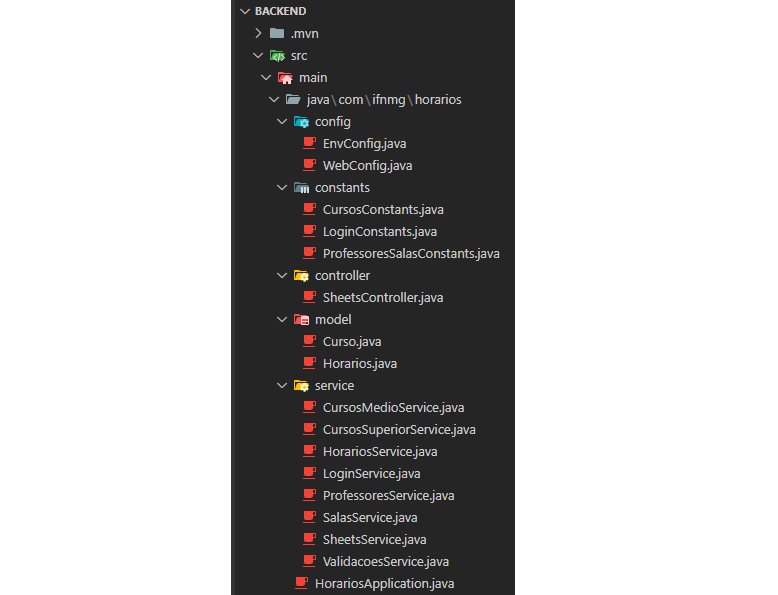 BACKEND
.mvn
src
main
java\com\ifnmg\horarios
config
EnvConfig.java
WebConfig.java
constants
CursosConstants.java
LoginConstants.java
ProfessoresSalasConstants.java
controller
SheetsController.java
model
Curso.java
Horarios.java
service
CursosMedioService.java
CursosSuperiorService.java
HorariosService.java
LoginService.java
ProfessoresService.java
SalasService.java
SheetsService.java
ValidacoesService.java
HorariosApplication.java